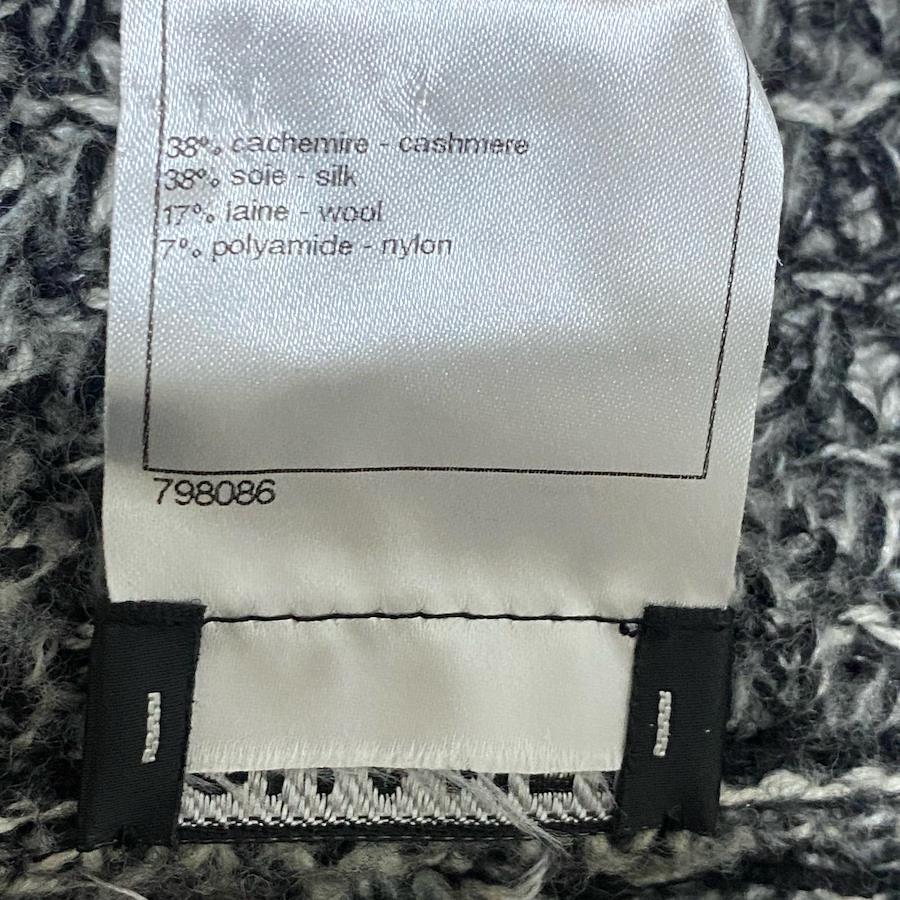 38% cachemire - cashmere
38% soie - silk
17% laine - wool
7% polyamide - nylon
798086